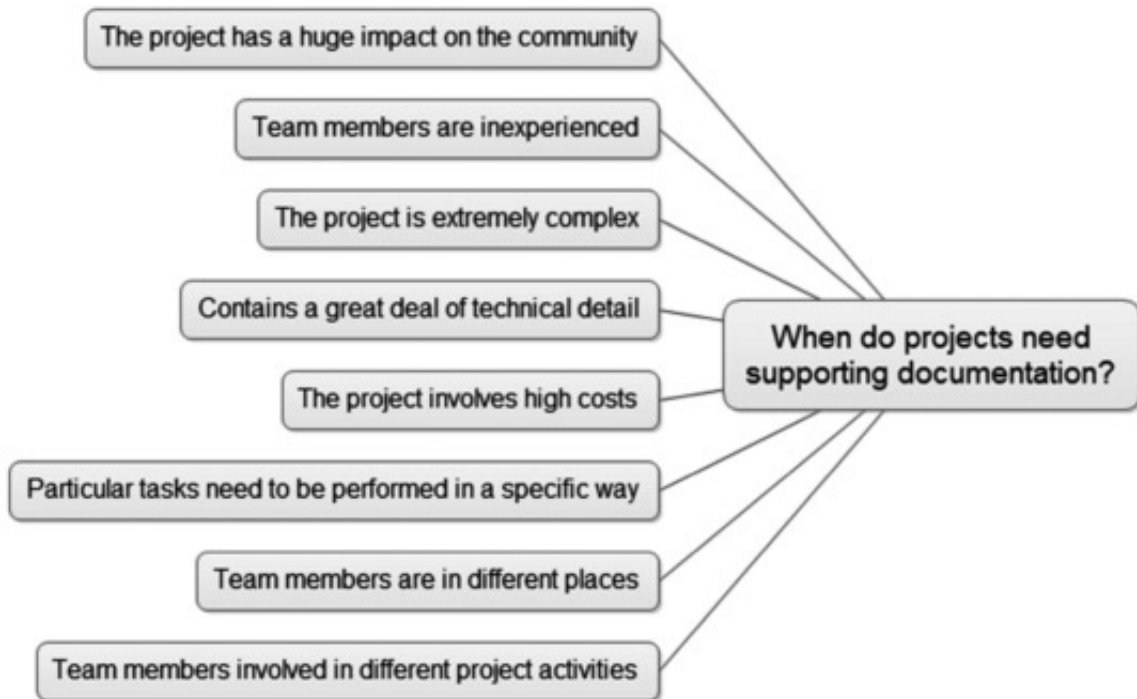 The project has a huge impact on the community
Team members are inexperienced
The project is extremely complex
Contains a great deal of technical detail
The project involves high costs
Particular tasks need to be performed in a specific way
Team members are in different places
Team members involved in different project activities
When do projects need
supporting documentation?